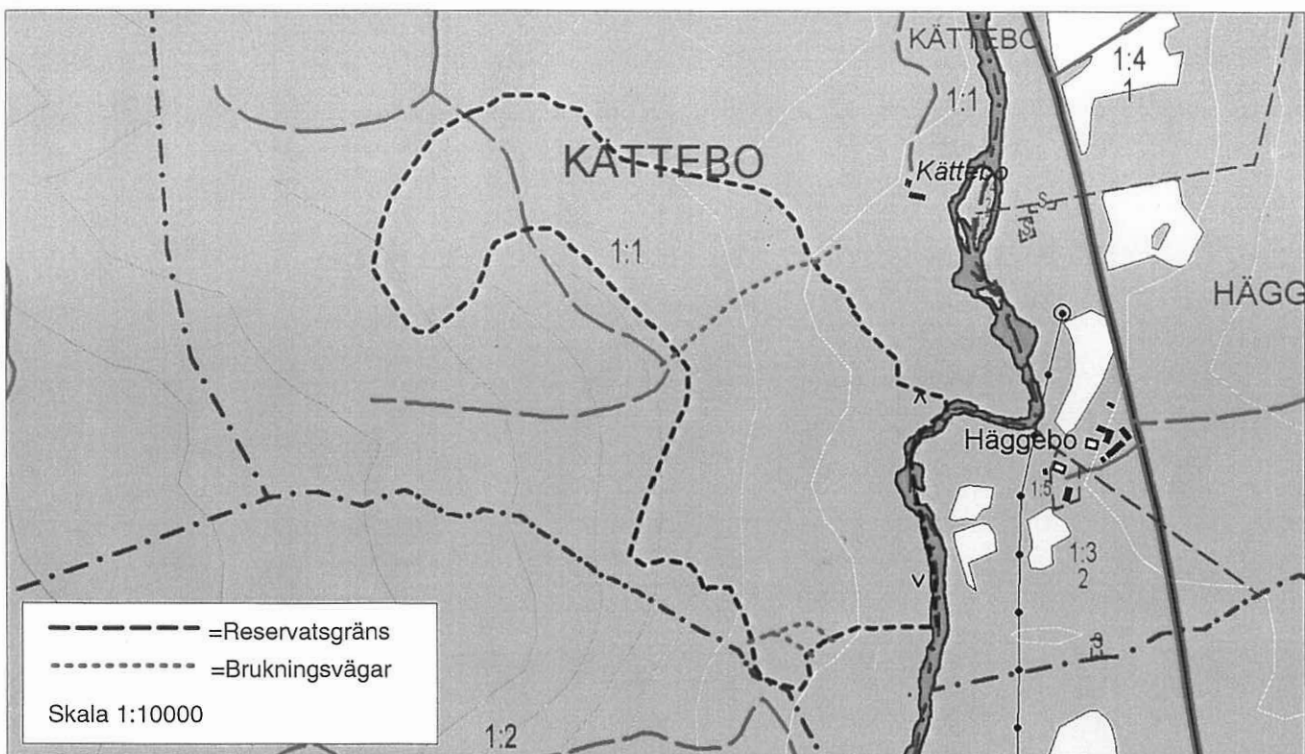 KÄTTEBO
1:4
1
1:1
KÄTTEBO
Kättebo
S
S
1:1
HÄGG
Häggebo
1:5
1:3
2
S
=Reservatsgräns
=Brukningsvägar
Skala 1:10000
1:2